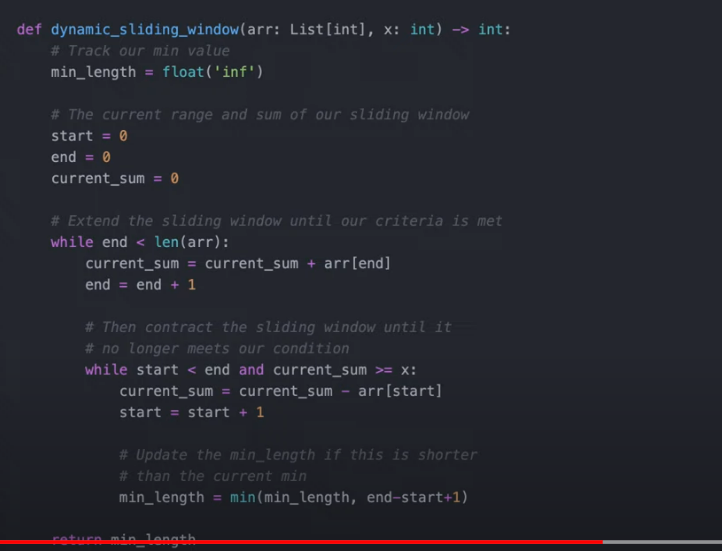 def dynamic_sliding_window(arr: List[int], x: int) -> int:
    # Track our min value
    min_length = float('inf')

    # The current range and sum of our sliding window
    start = 0
    end = 0
    current_sum = 0

    # Extend the sliding window until our criteria is met
    while end < len(arr):
        current_sum = current_sum + arr[end]
        end = end + 1

        # Then contract the sliding window until it
        # no longer meets our condition
        while start < end and current_sum >= x:
            current_sum = current_sum - arr[start]
            start = start + 1

            # Update the min_length if this is shorter
            # than the current min
            min_length = min(min_length, end-start+1)

    return min_length